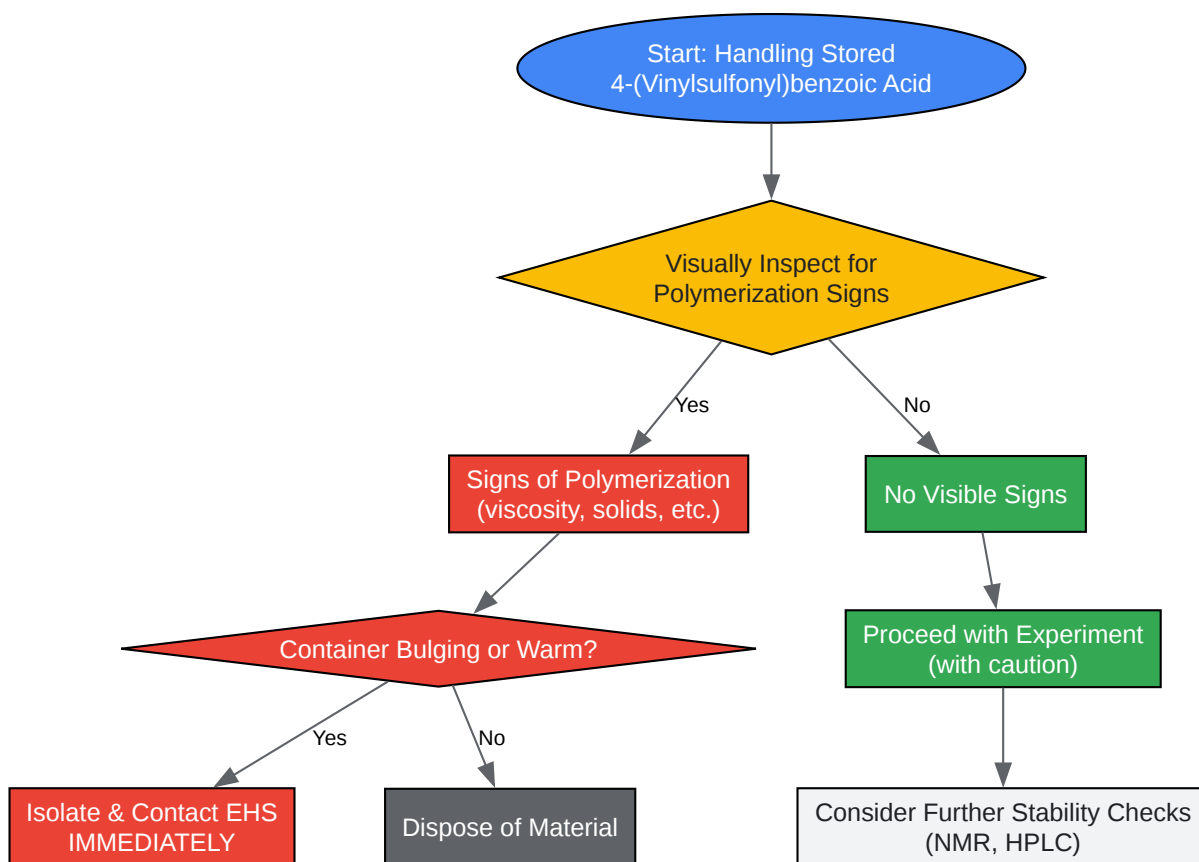 Start: Handling Stored
4-(Vinylsulfonyl)benzoic Acid
Visually Inspect for
Polymerization Signs
Yes
No
Signs of Polymerization
(viscosity, solids, etc.)
No Visible Signs
Container Bulging or Warm?
Proceed with Experiment
(with caution)
Yes
No
Isolate & Contact EHS
IMMEDIATELY
Dispose of Material
Consider Further Stability Checks
(NMR, HPLC)